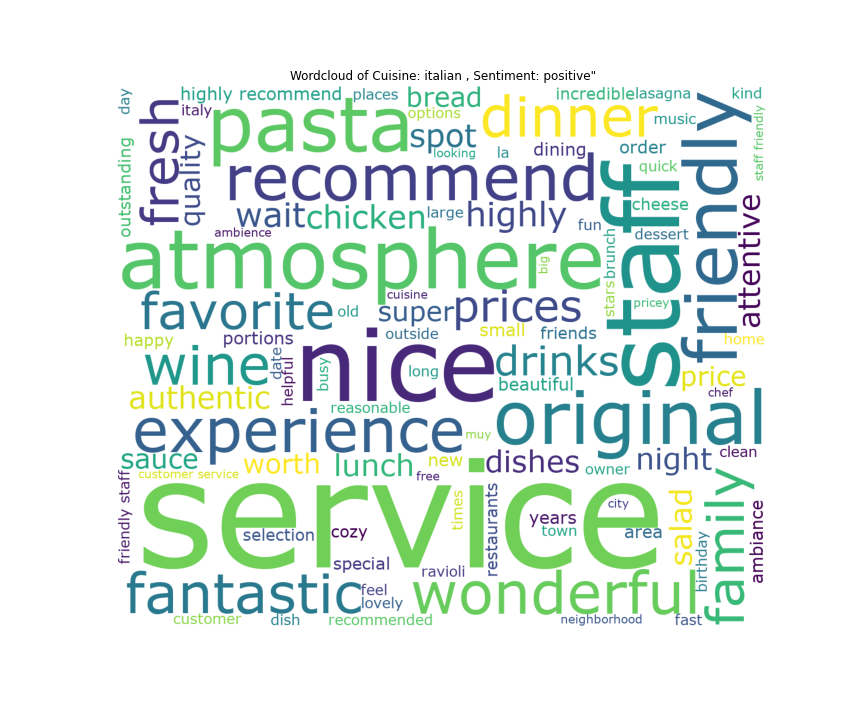 Wordcloud of Cuisine: italian , Sentiment: positive"
day
highly recommend
places
bread
incredible
lasagna
kind
italy
pasta
options
dinner
music
staff friendly
fresh
quality
outstanding
spot
looking
la
dining
order
quick
friendly
recommend
staff
cheese
wait
chicken
large
highly
fun
dessert
attentive
ambience
atmosphere
big
brunch
stars
cuisine
pricey
favorite
old
super
prices
happy
portions
outside
small
friends
home
wine
date
helpful
busy
nice
long
drinks
beautiful
price
chef
authentic
reasonable
original
experience
muy
sauce
customer service
worth
lunch
new
free
dishes
owner
night
clean
friendly staff
service
times
restaurants
years
city
town
area
salad
family
ambiance
birthday
selection
cozy
special
ravioli
fantastic
feel
lovely
wonderful
customer
dish
recommended
neighborhood
fast